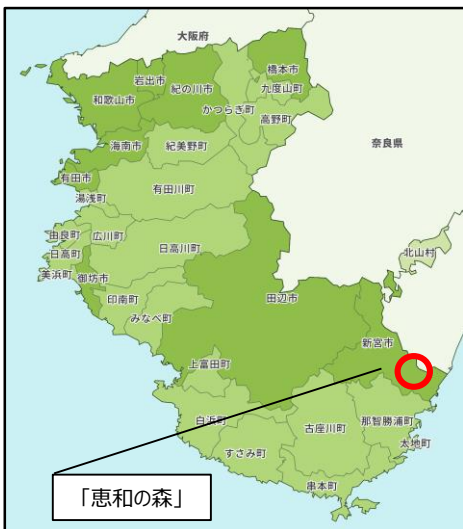 大阪府
橋本市
岩出市
紀の川市
九度山町
和歌山市
かつらぎ町
高野町
海南市
紀美野町
奈良県
有田市
有田川町
湯浅町
由良町
広川町
日高川町
北山村
日高町
美浜町
御坊市
田辺市
印南町
みなべ町
新宮市
上富田町
白浜町
古座川町
那智勝浦町
太地町
すさみ町
串本町
「恵和の森」